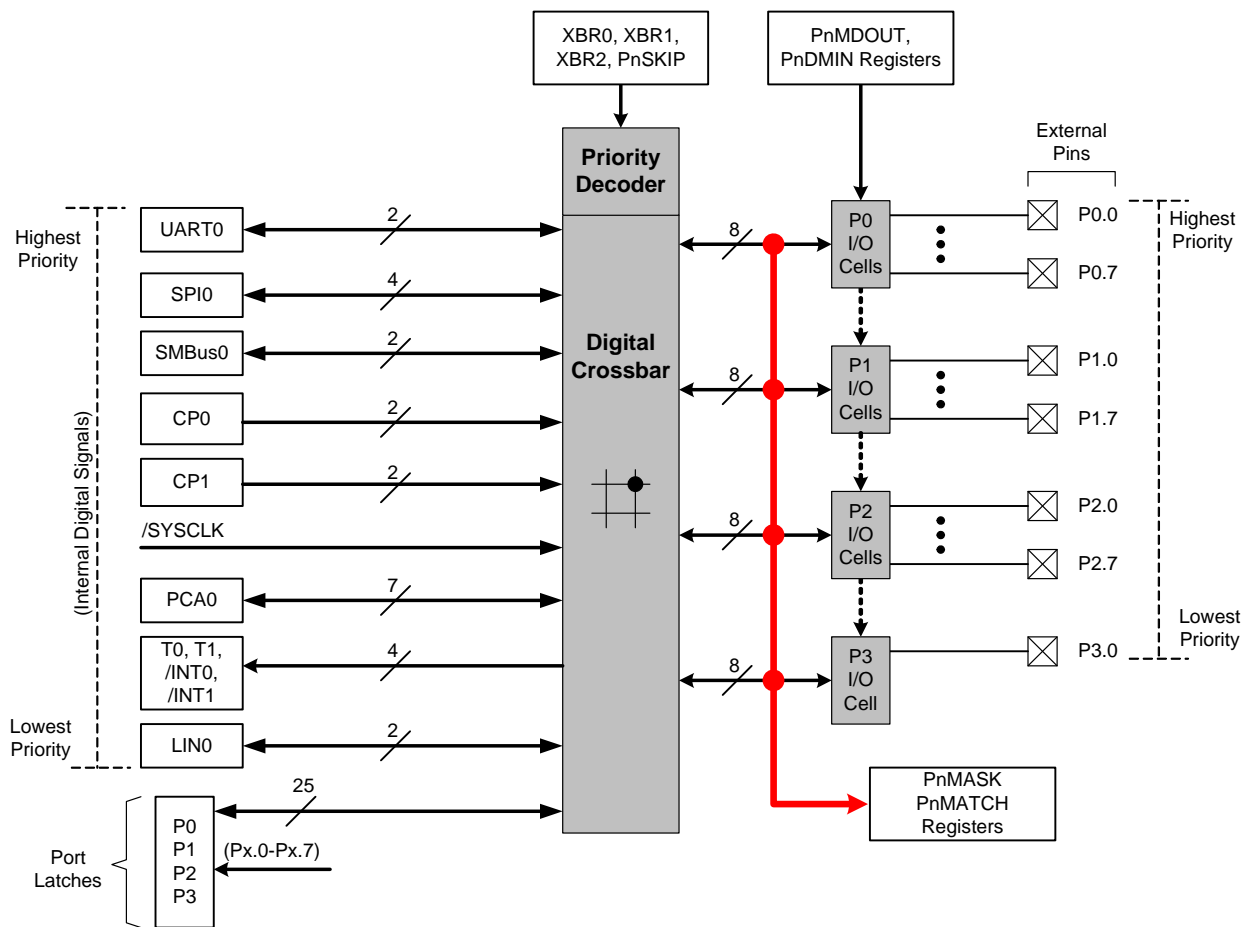 XBR0, XBR1,
XBR2, PnSKIP
PnMDOUT,
PnDMIN Registers
External
Pins
Priority
Decoder
Highest
Priority
(Internal Digital Signals)
Lowest
Priority
UART0
2
SPI0
4
SMBus0
2
CP0
2
CP1
2
/SYSCLK
PCA0
7
T0, T1,
/INT0,
/INT1
4
LIN0
2
Digital
Crossbar
8
8
8
8
P0
I/O
Cells
P1
I/O
Cells
P2
I/O
Cells
P3
I/O
Cell
P0.0
P0.7
P1.0
P1.7
P2.0
P2.7
P3.0
Highest
Priority
Lowest
Priority
Port
Latches
P0
P1
P2
P3
25
(Px.0-Px.7)
PnMASK
PnMATCH
Registers